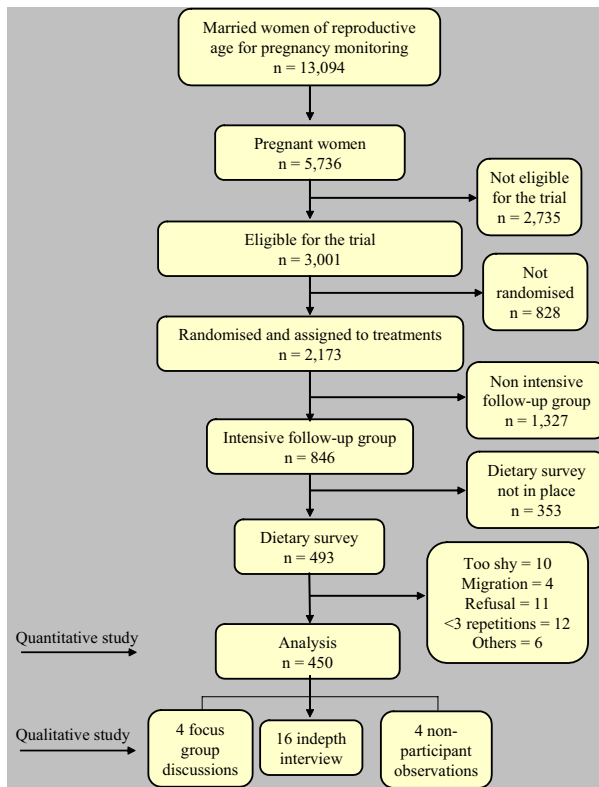 Married women of reproductive
age for pregnancy monitoring
n = 13,094
Pregnant women
n = 5,736
Not eligible
for the trial
n = 2,735
Eligible for the trial
n = 3,001
Not
randomised
n = 828
Randomised and assigned to treatments
n = 2,173
Non intensive
follow-up group
n = 1,327
Intensive follow-up group
n = 846
Dietary survey
not in place
n = 353
Dietary survey
n = 493
Too shy = 10
Migration = 4
Refusal = 11
<3 repetitions = 12
Others = 6
Quantitative study
Analysis
n = 450
Qualitative study
4 focus
group
discussions
16 indepth
interview
4 non-
participant
observations